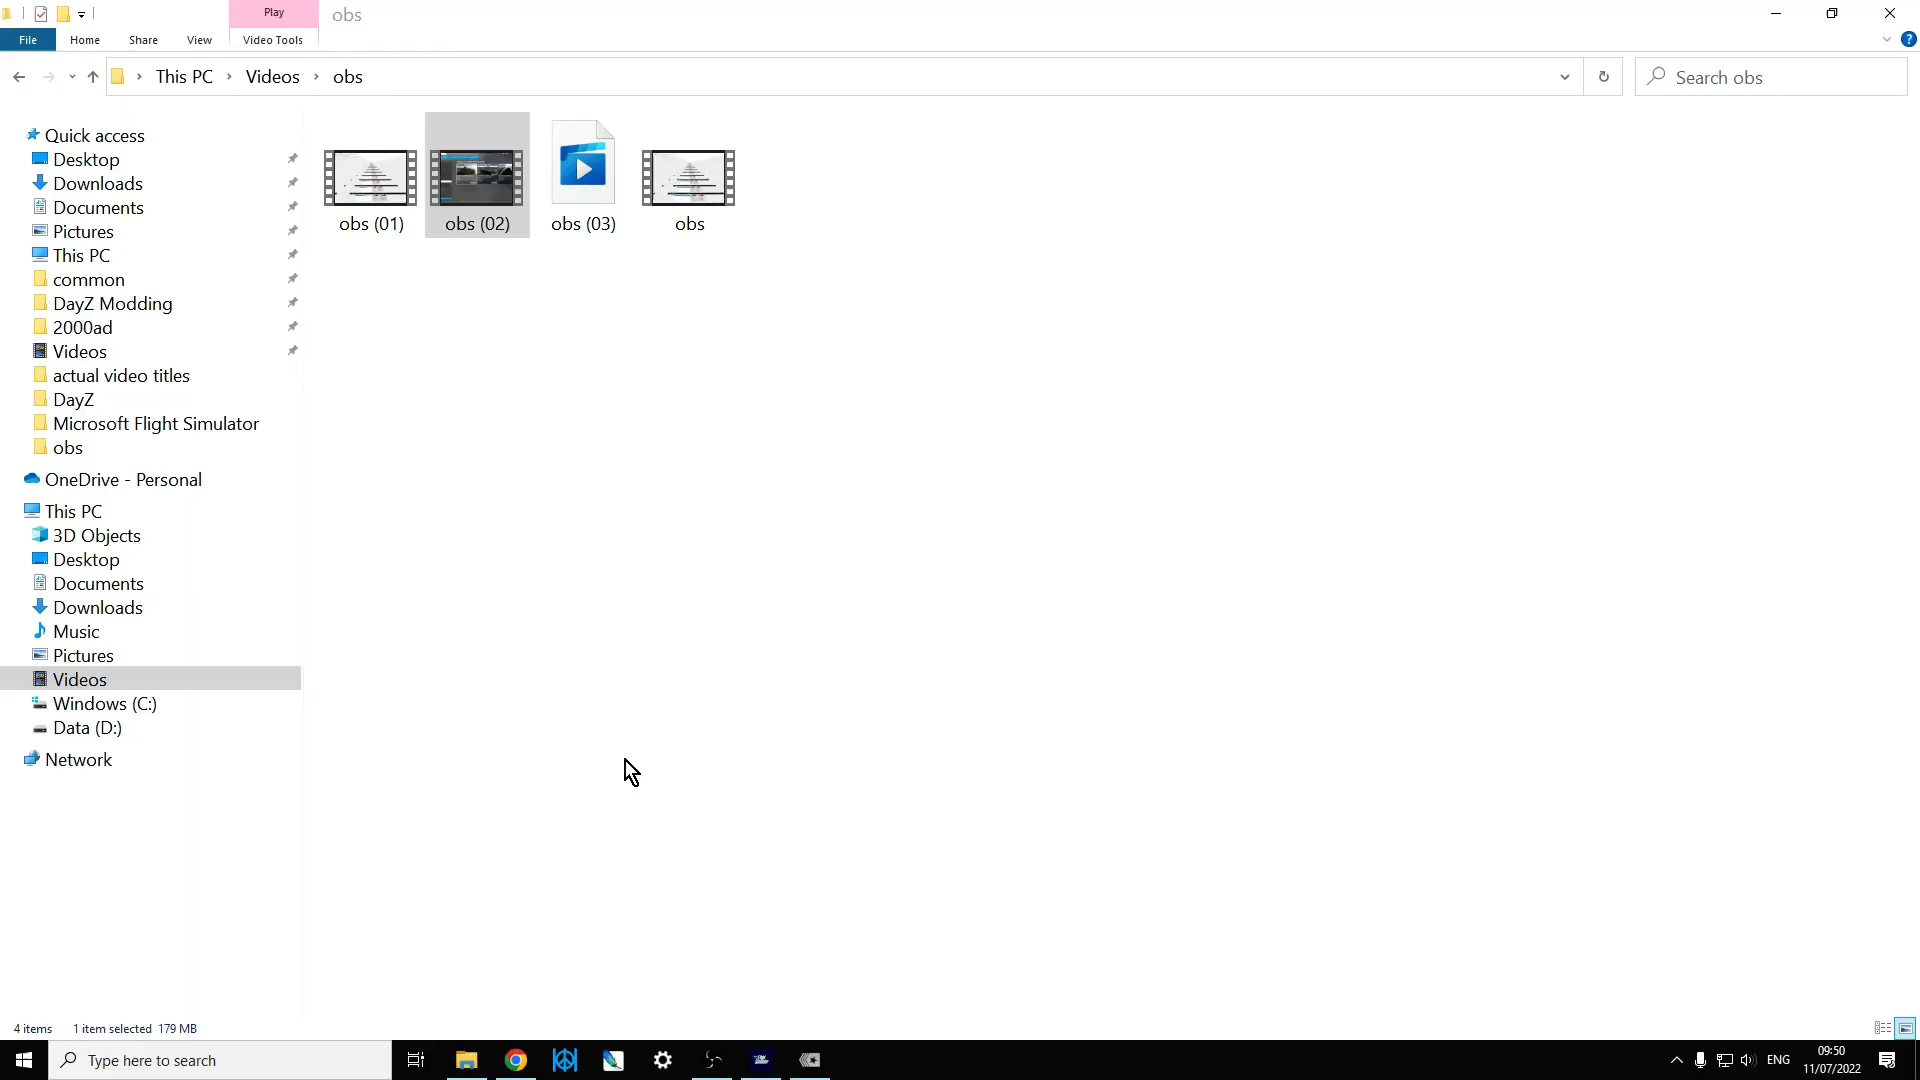 Play
obs
File
Home
Share
View
Video Tools
This PC
Videos
obs
Search obs
Quick access
Desktop
Downloads
Documents
Pictures
This PC
common
DayZ Modding
2000ad
Videos
actual video titles
DayZ
Microsoft Flight Simulator
obs
OneDrive - Personal
This PC
3D Objects
Desktop
Documents
Downloads
Music
Pictures
Videos
Windows (C:)
Data (D:)
Network
obs (01)
obs (02)
obs (03)
obs
4 items
1 item selected 179 MB
Type here to search
ENG
09:50
11/07/2022